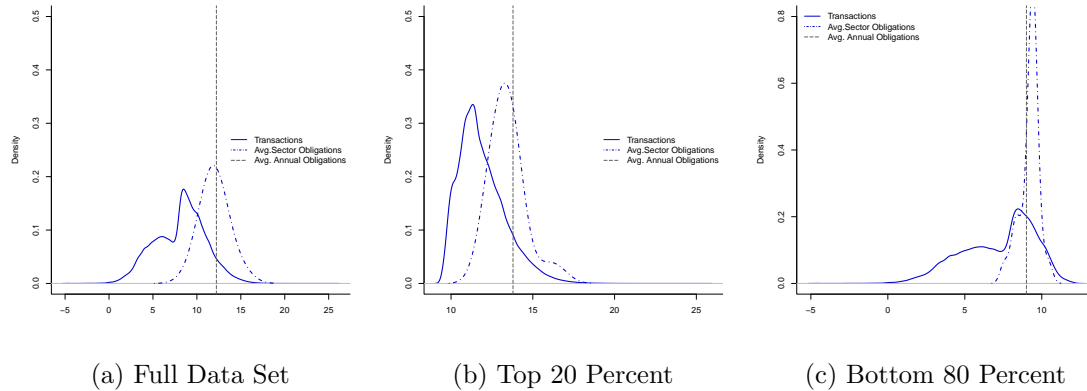 0.5
0.4
0.3
0.2
0.1
0.0
Density
Transactions
Avg.Sector Obligations
Avg. Annual Obligations
−5 0 5 10 15 20 25
(a) Full Data Set
0.5
0.4
0.3
0.2
0.1
0.0
Density
Transactions
Avg.Sector Obligations
Avg. Annual Obligations
10 15 20 25
(b) Top 20 Percent
0.8
0.6
0.4
0.2
0.0
Density
Transactions
Avg.Sector Obligations
Avg. Annual Obligations
−5 0 5 10
(c) Bottom 80 Percent